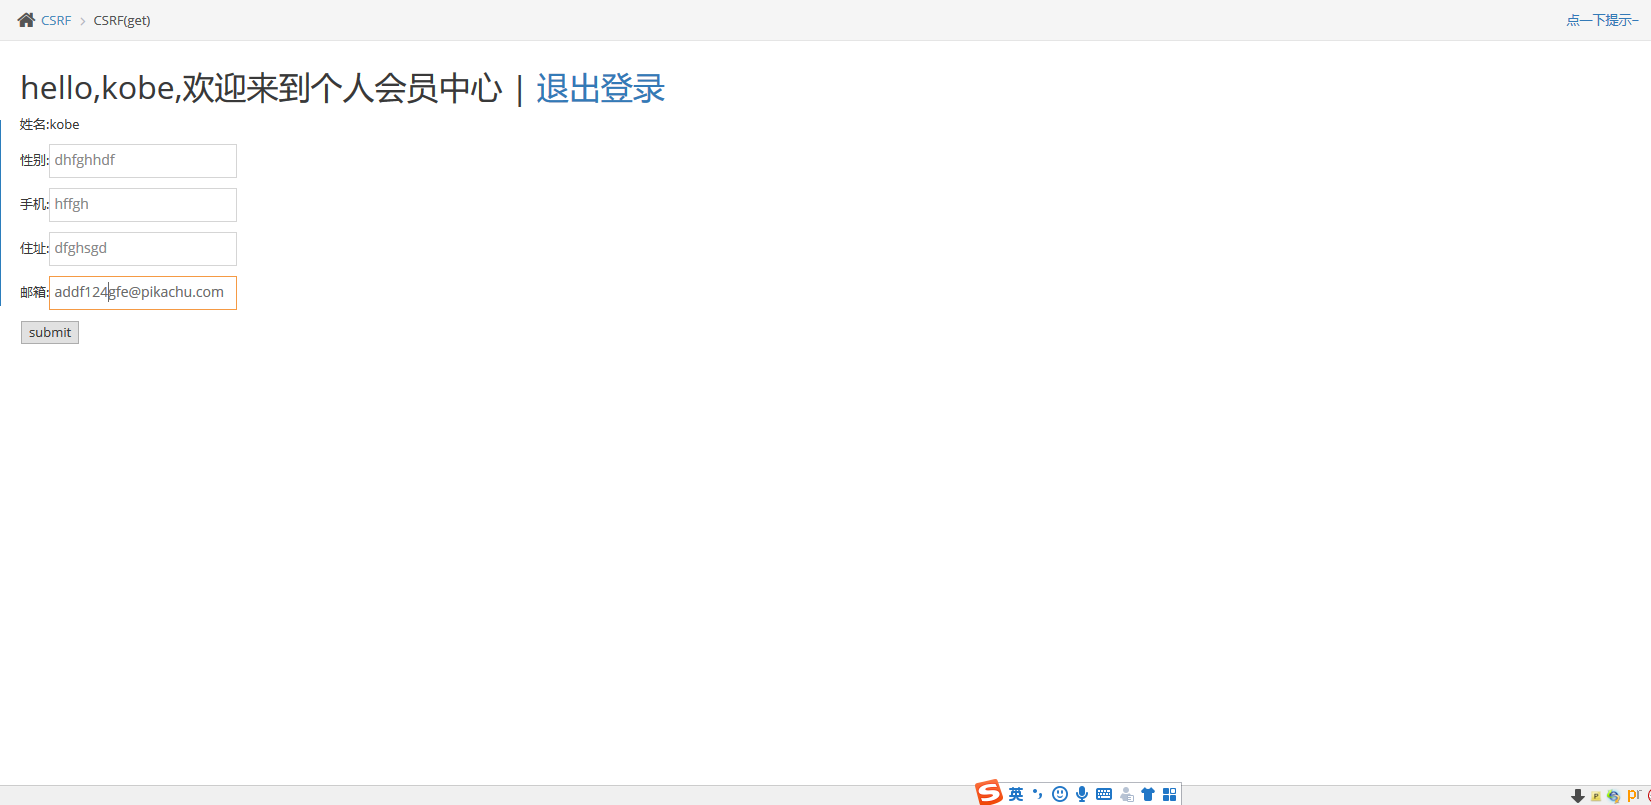 CSRF > CSRF(get)
点一下提示~
hello,kobe,欢迎来到个人会员中心 | 退出登录
姓名:kobe
性别: dhfghhdf
手机: hffgh
住址: dfghsgd
邮箱: addf124gfe@pikachu.com
submit
S 英
pr